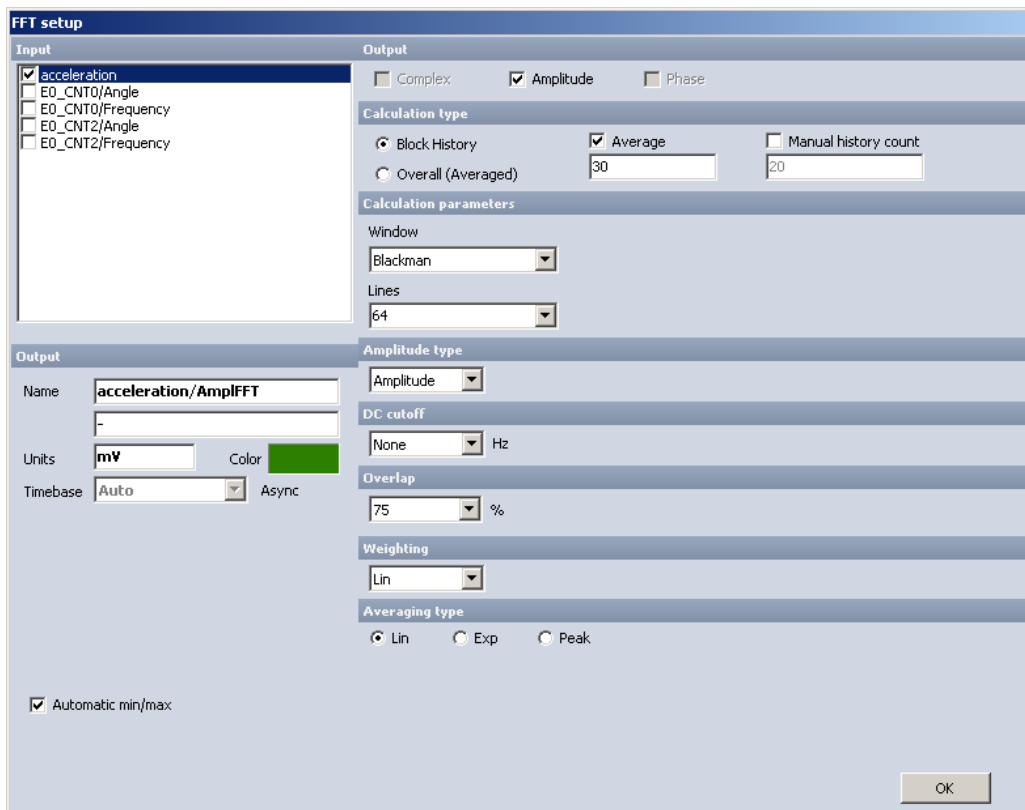 FFT setup
Input
acceleration
E0_CNT0/Angle
E0_CNT0/Frequency
E0_CNT2/Angle
E0_CNT2/Frequency
Output
Complex
Amplitude
Phase
Calculation type
Block History
Overall (Averaged)
Average
30
Manual history count
20
Calculation parameters
Window
Blackman
Lines
64
Output
Name
acceleration/AmplFFT
-
Units
mV
Color
Timebase
Auto
Async
Amplitude type
Amplitude
DC cutoff
None
Hz
Overlap
75
%
Weighting
Lin
Averaging type
Lin
Exp
Peak
Automatic min/max
OK